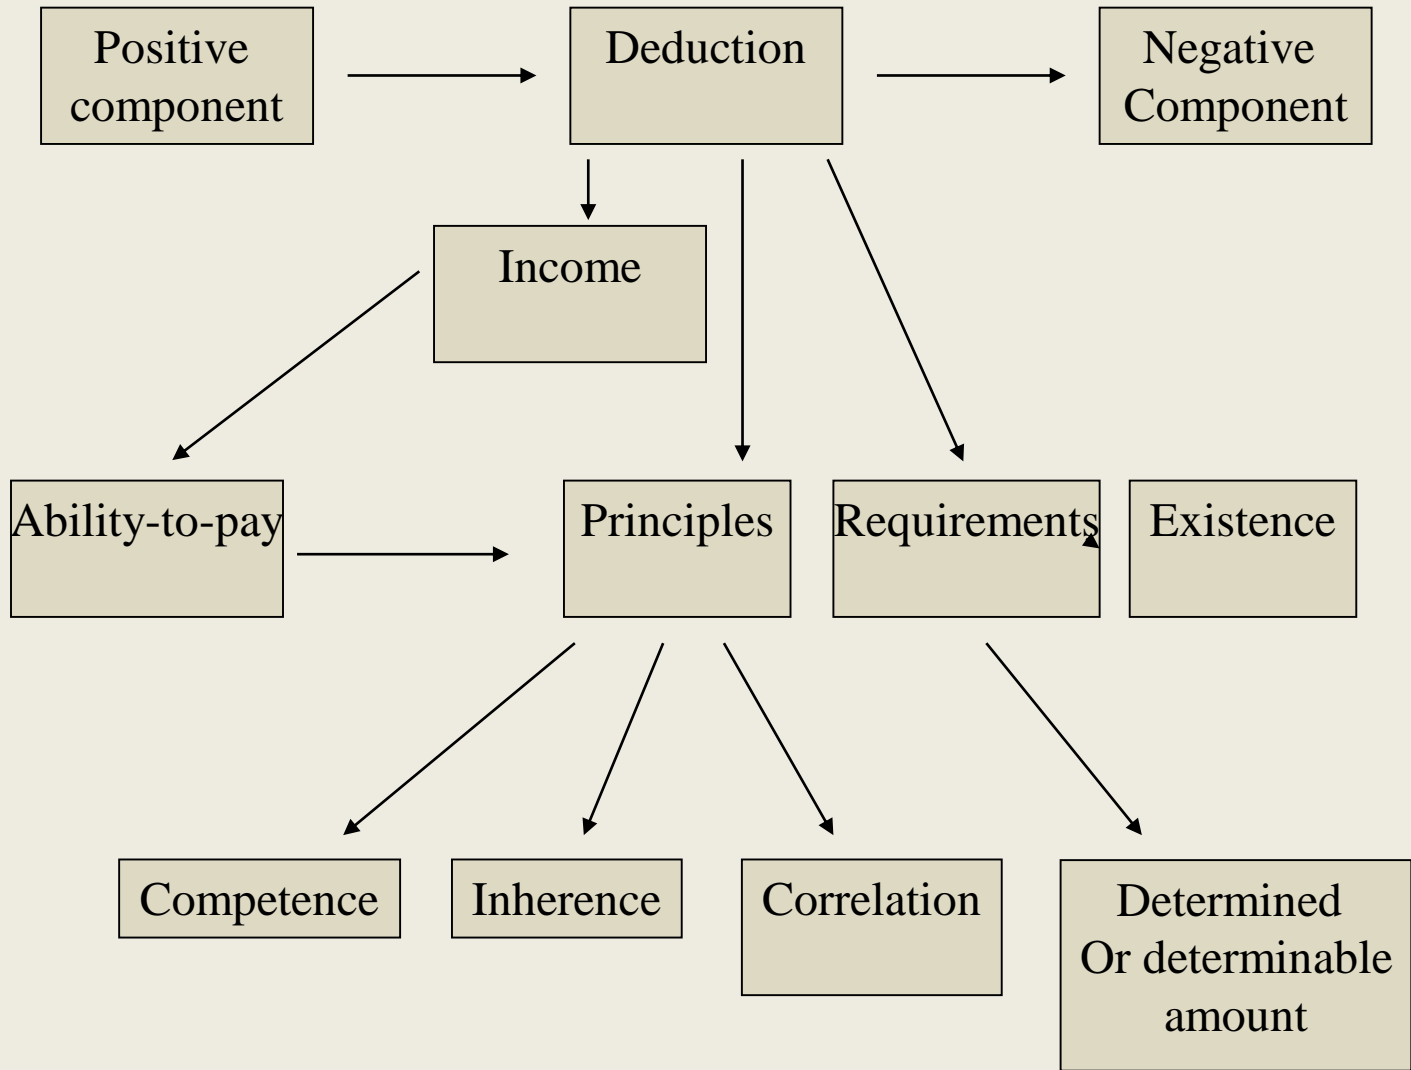 Positive
component
Deduction
Negative
Component
Income
Ability-to-pay
Principles
Requirements
Existence
Competence
Inherence
Correlation
Determined
Or determinable
amount